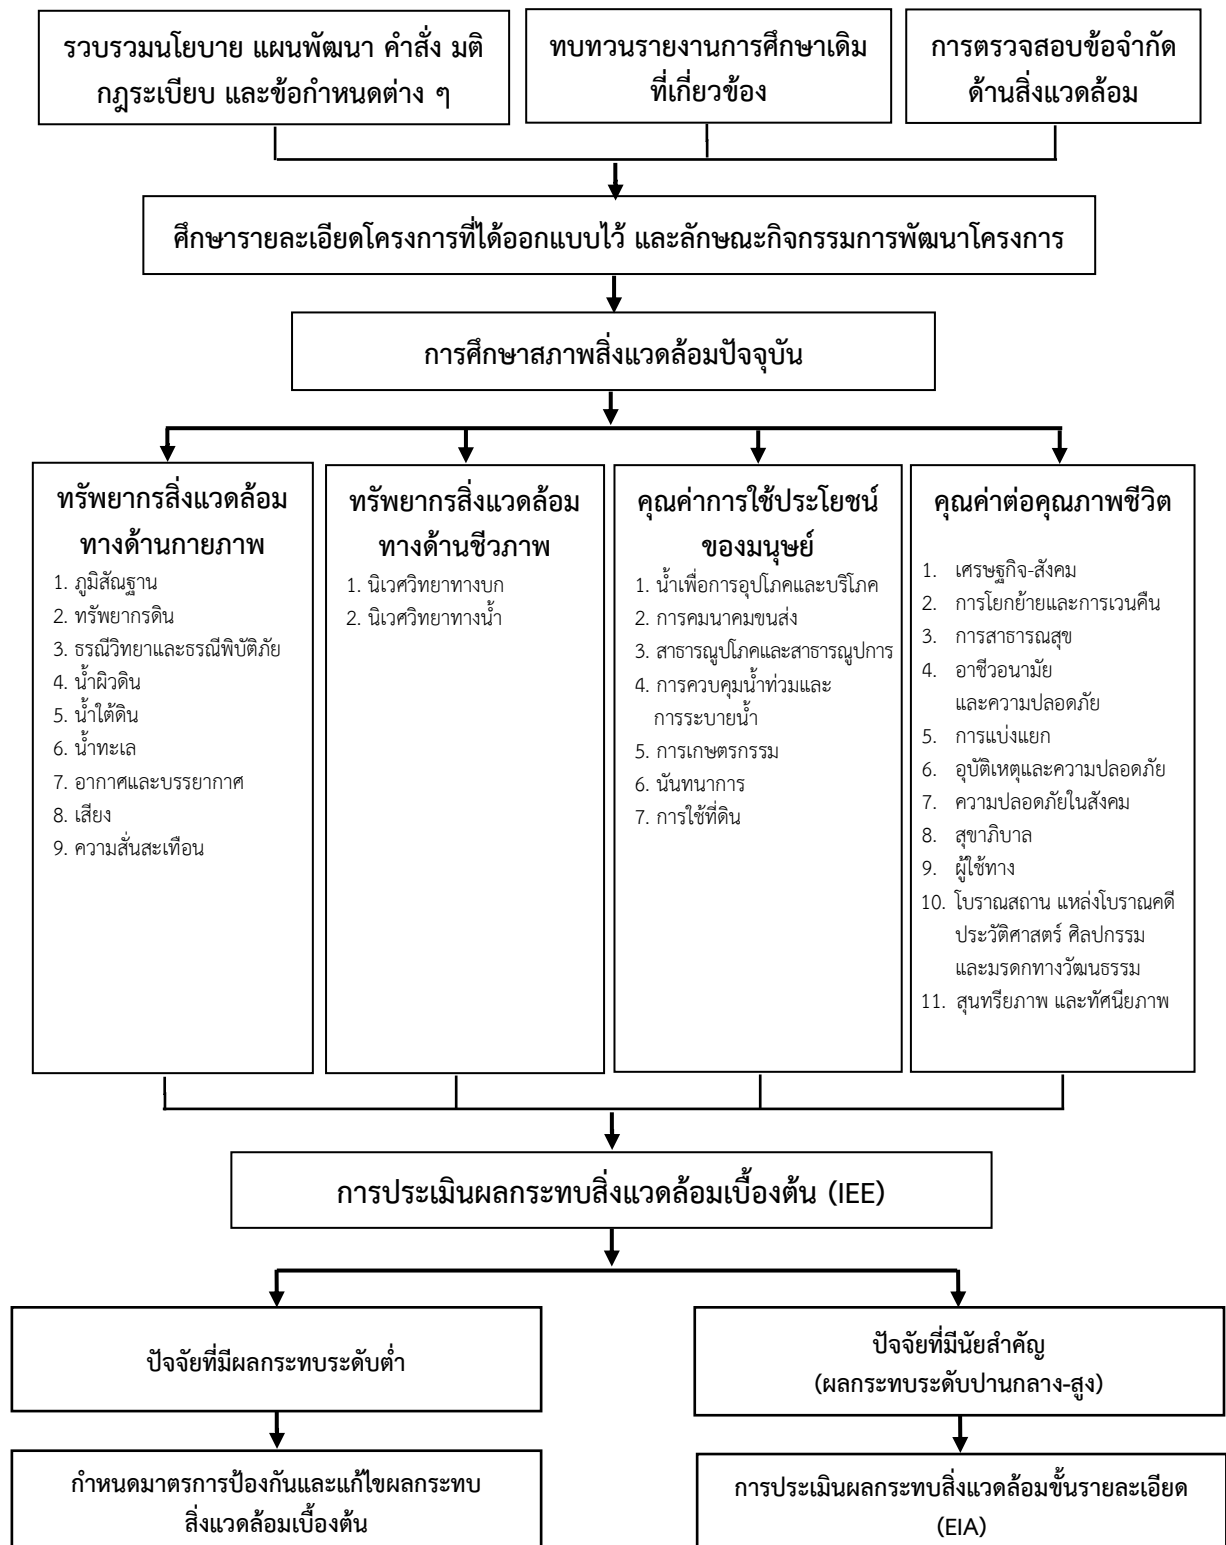 รวบรวมนโยบาย แผนพัฒนา คำสั่ง มติ
กฎระเบียบ และข้อกำหนดต่าง ๆ
ทบทวนรายงานการศึกษาเดิม
ที่เกี่ยวข้อง
การตรวจสอบข้อจำกัด
ด้านสิ่งแวดล้อม
ศึกษารายละเอียดโครงการที่ได้ออกแบบไว้ และลักษณะกิจกรรมการพัฒนาโครงการ
การศึกษาสภาพสิ่งแวดล้อมปัจจุบัน
ทรัพยากรสิ่งแวดล้อม
ทางด้านกายภาพ
1. ภูมิสัณฐาน
2. ทรัพยากรดิน
3. ธรณีวิทยาและธรณีพิบัติภัย
4. น้ำผิวดิน
5. น้ำใต้ดิน
6. น้ำทะเล
7. อากาศและบรรยากาศ
8. เสียง
9. ความสั่นสะเทือน
ทรัพยากรสิ่งแวดล้อม
ทางด้านชีวภาพ
1. นิเวศวิทยาทางบก
2. นิเวศวิทยาทางน้ำ
คุณค่าการใช้ประโยชน์
ของมนุษย์
1. น้ำเพื่อการอุปโภคและบริโภค
2. การคมนาคมขนส่ง
3. สาธารณูปโภคและสาธารณูปการ
4. การควบคุมน้ำท่วมและ
การระบายน้ำ
5. การเกษตรกรรม
6. นันทนาการ
7. การใช้ที่ดิน
คุณค่าต่อคุณภาพชีวิต
1. เศรษฐกิจ-สังคม
2. การโยกย้ายและการเวนคืน
3. การสาธารณสุข
4. อาชีวอนามัย
และความปลอดภัย
5. การแบ่งแยก
6. อุบัติเหตุและความปลอดภัย
7. ความปลอดภัยในสังคม
8. สุขาภิบาล
9. ผู้ใช้ทาง
10. โบราณสถาน แหล่งโบราณคดี
ประวัติศาสตร์ ศิลปกรรม
และมรดกทางวัฒนธรรม
11. สุนทรียภาพ และทัศนียภาพ
การประเมินผลกระทบสิ่งแวดล้อมเบื้องต้น (IEE)
ปัจจัยที่มีผลกระทบระดับต่ำ
ปัจจัยที่มีนัยสำคัญ
(ผลกระทบระดับปานกลาง-สูง)
กำหนดมาตรการป้องกันและแก้ไขผลกระทบ
สิ่งแวดล้อมเบื้องต้น
การประเมินผลกระทบสิ่งแวดล้อมขั้นรายละเอียด
(EIA)